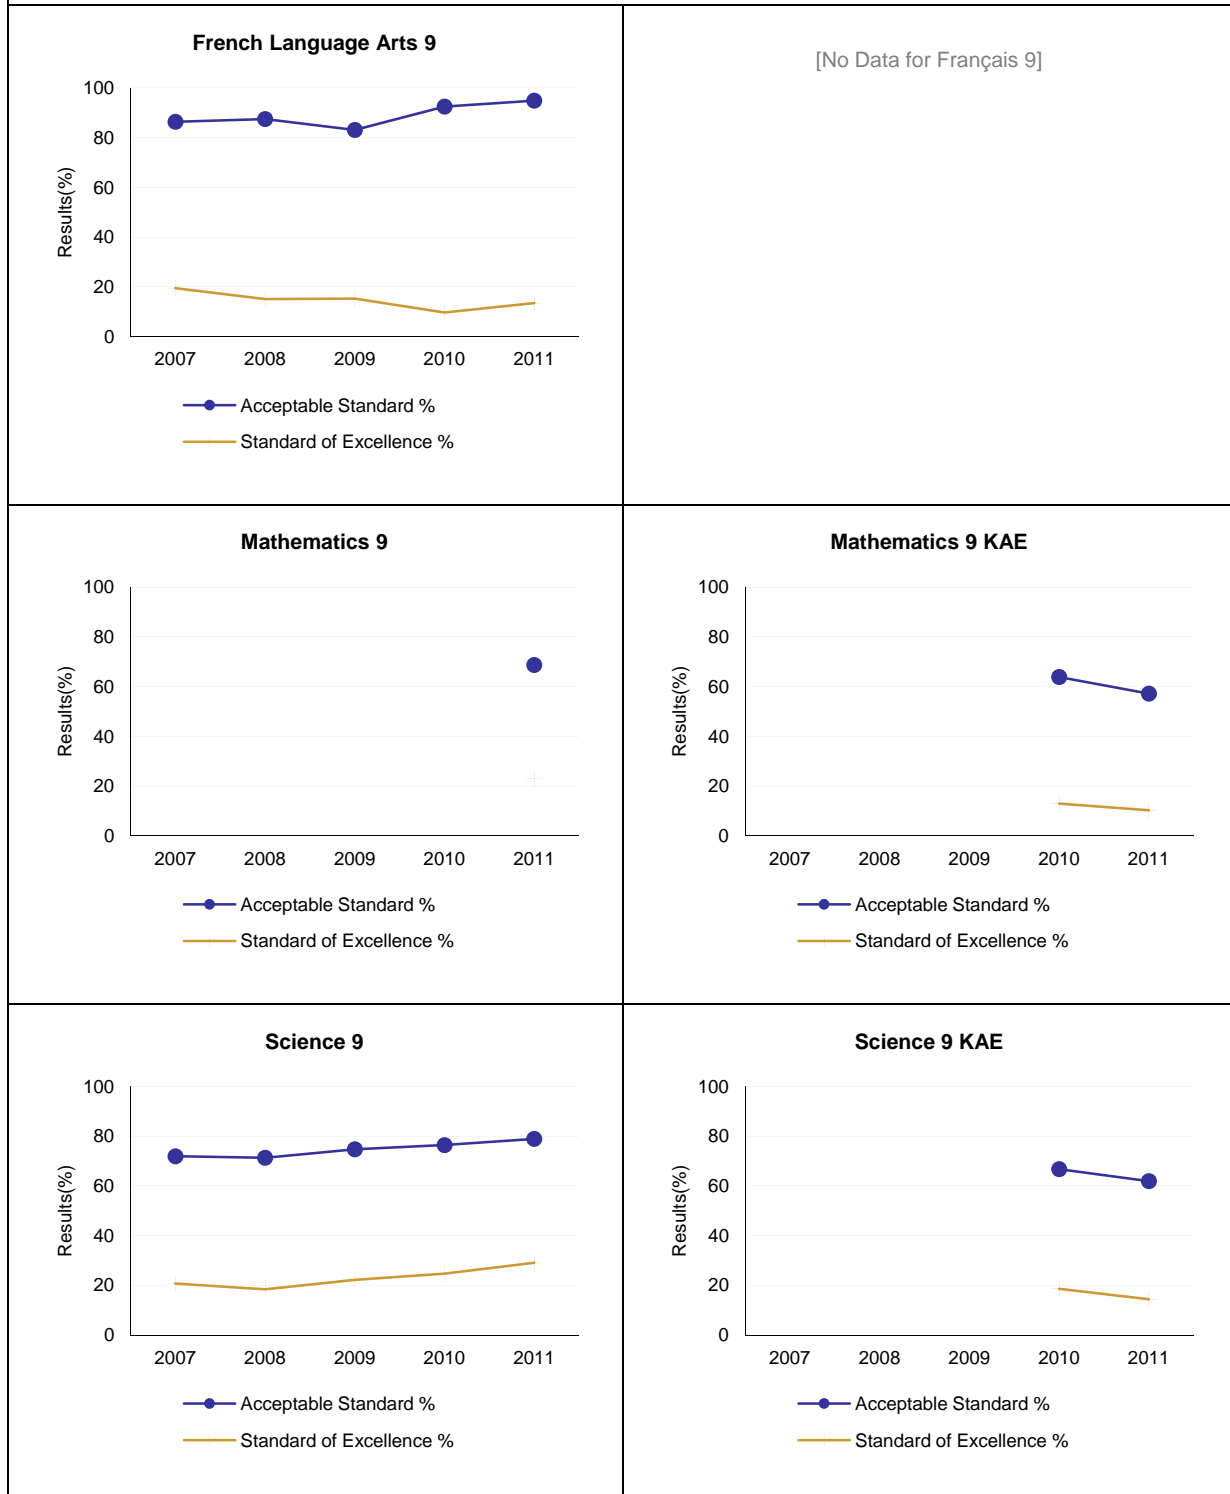 French Language Arts 9
100
80
60
40
20
0
Results(%)
2007 2008 2009 2010 2011
Acceptable Standard %
Standard of Excellence %
[No Data for Français 9]
Mathematics 9
100
80
60
40
20
0
Results(%)
2007 2008 2009 2010 2011
Acceptable Standard %
Standard of Excellence %
Mathematics 9 KAE
100
80
60
40
20
0
Results(%)
2007 2008 2009 2010 2011
Acceptable Standard %
Standard of Excellence %
Science 9
100
80
60
40
20
0
Results(%)
2007 2008 2009 2010 2011
Acceptable Standard %
Standard of Excellence %
Science 9 KAE
100
80
60
40
20
0
Results(%)
2007 2008 2009 2010 2011
Acceptable Standard %
Standard of Excellence %